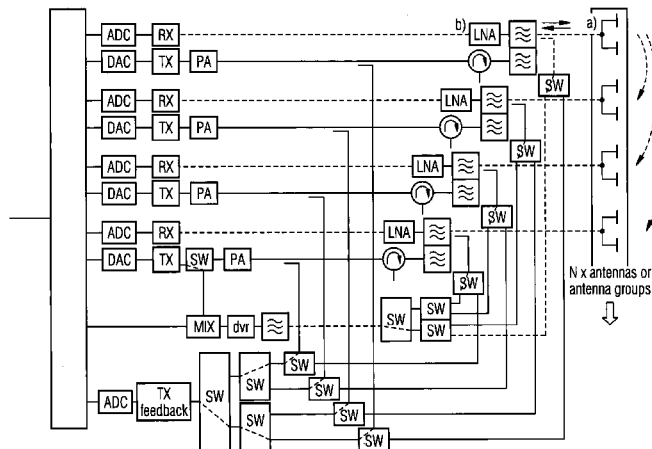 b) a)
ADC RX LNA
DAC TX PA
SW
ADC RX LNA
DAC TX PA
SW
ADC RX LNA
DAC TX PA
SW
ADC RX LNA
DAC TX SW PA
SW
N x antennas or
antenna groups
MIX dvr SW SW
SW
SW
SW
SW
ADC TX
feedback
SW
SW
SW
SW